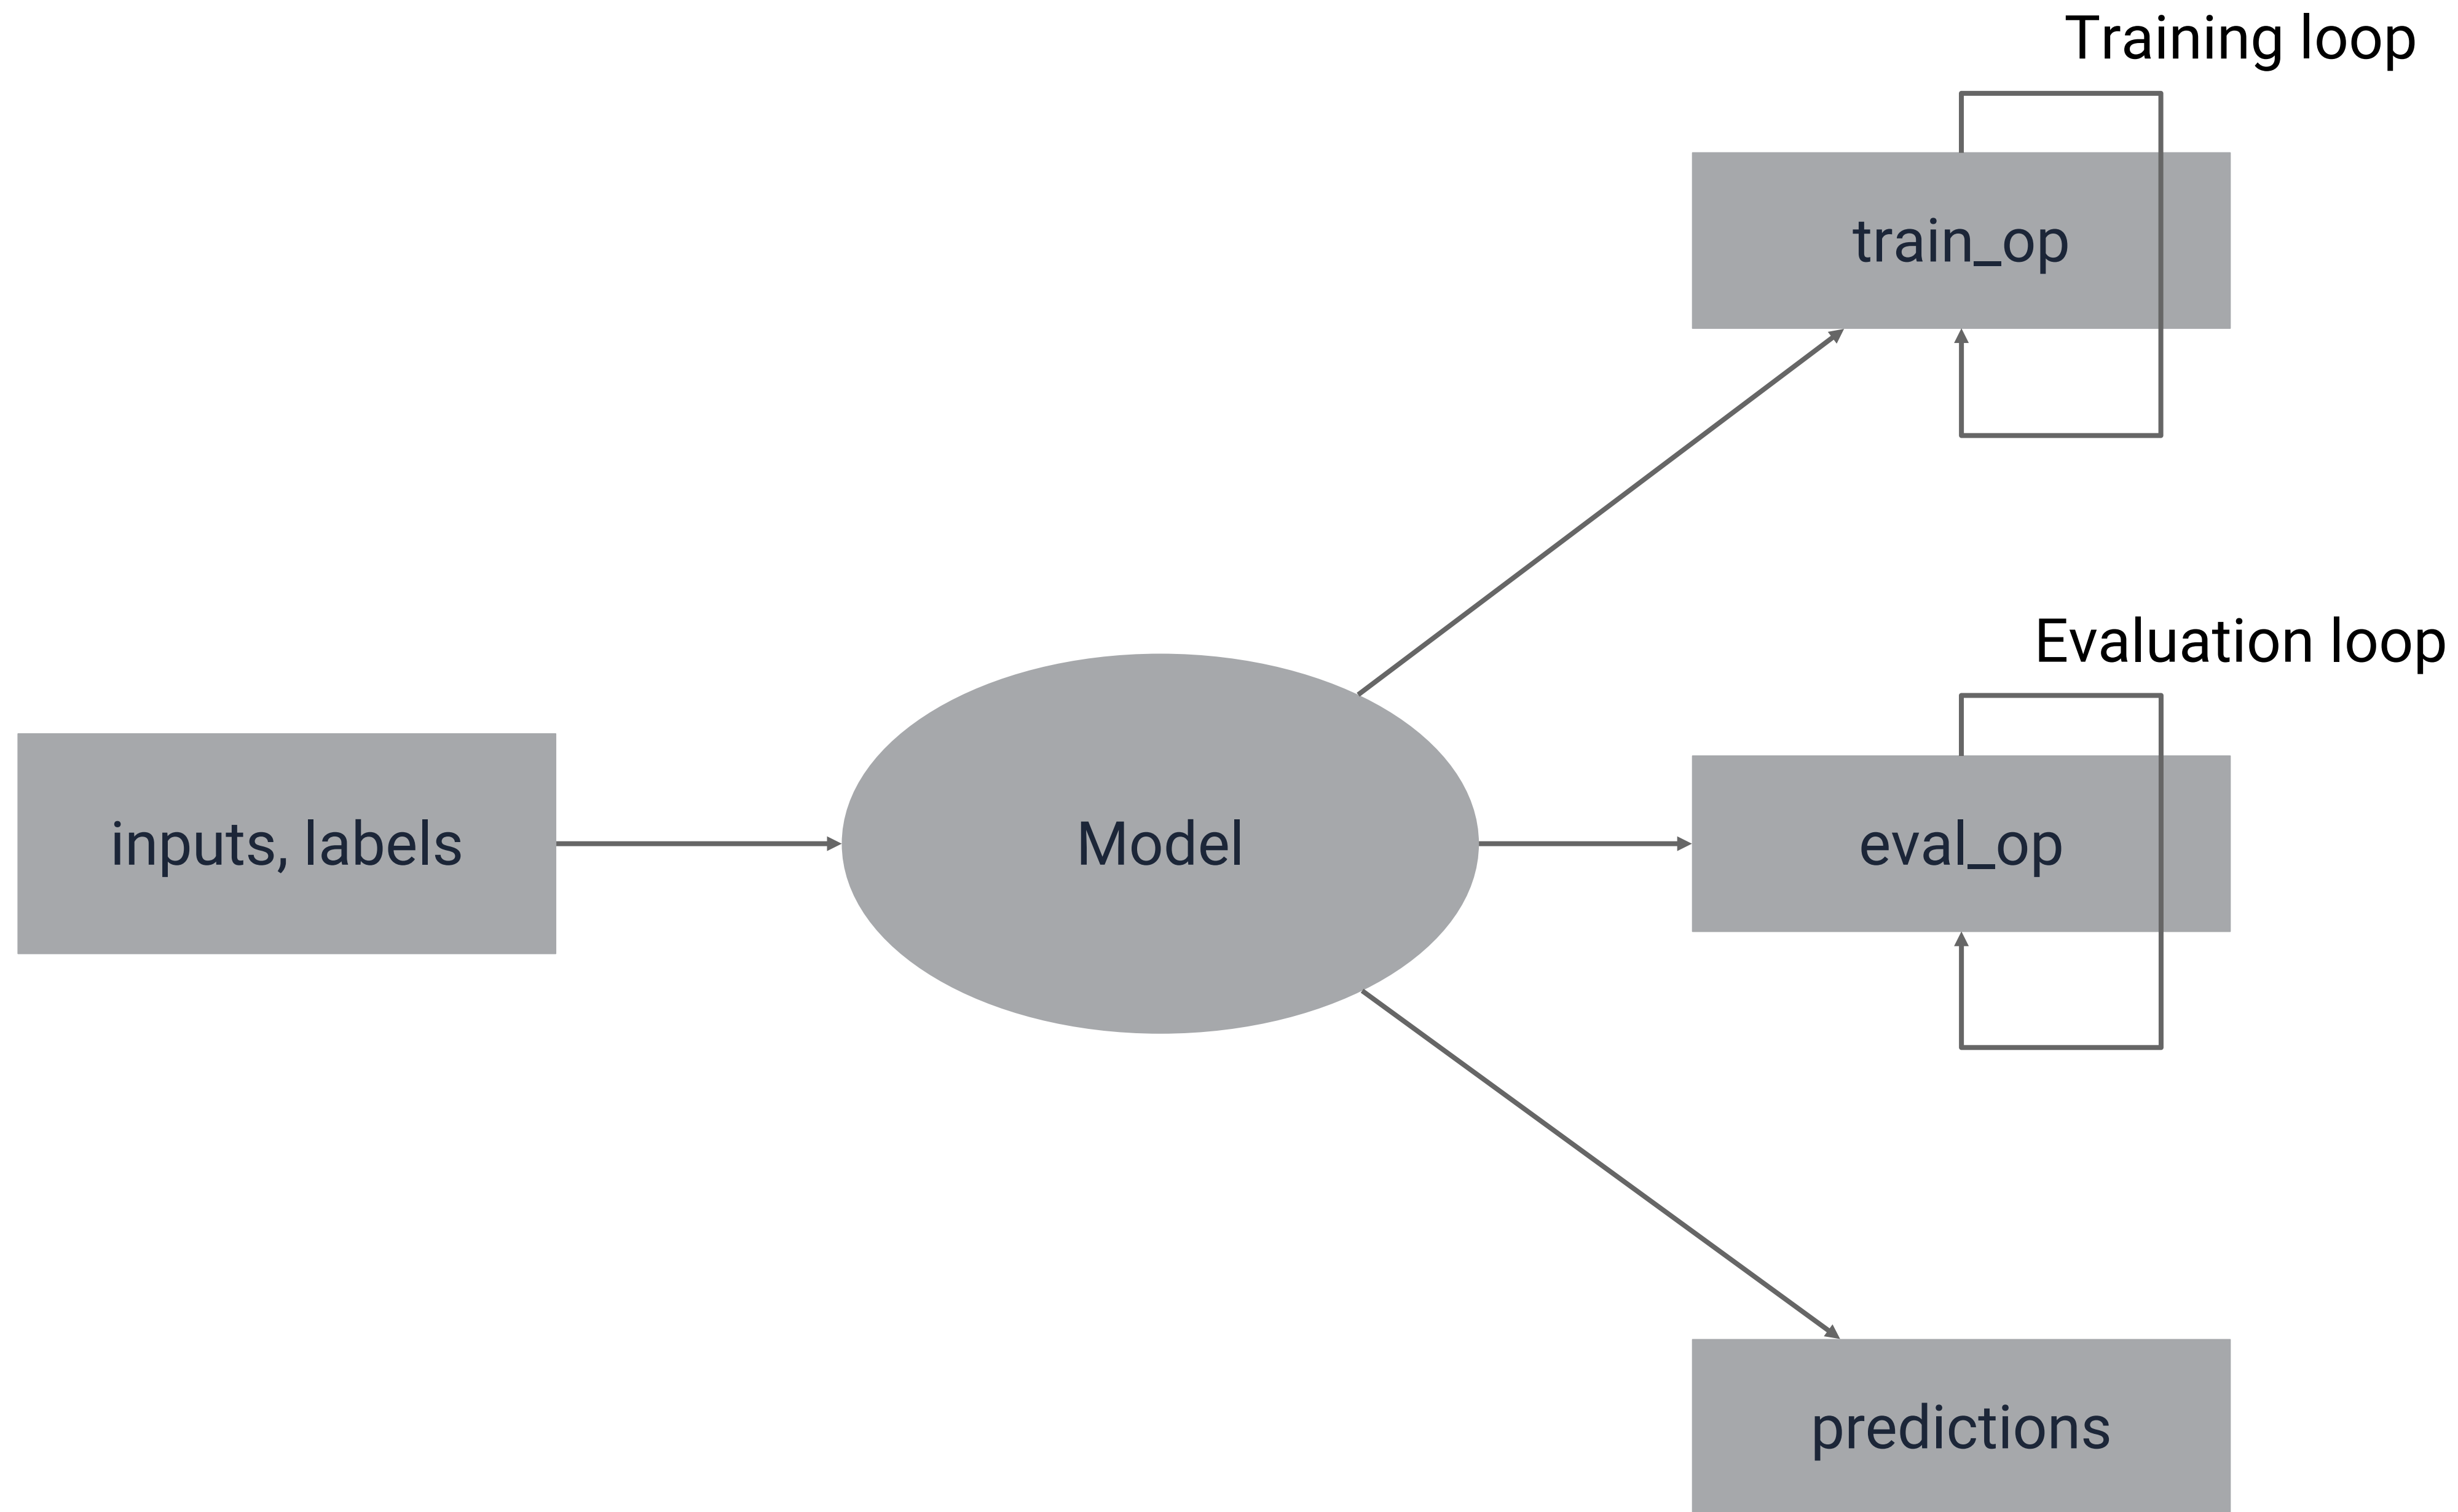 Training loop
train_op
Evaluation loop
inputs, labels
Model
eval_op
predictions